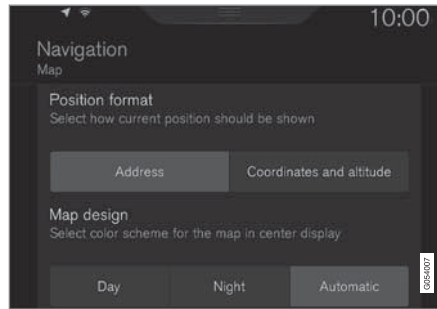 10:00
Navigation
Map
Position format
Select how current position should be shown
Address
Coordinates and altitude
Map design
Select color scheme for the map in center display
Day
Night
Automatic
G054007